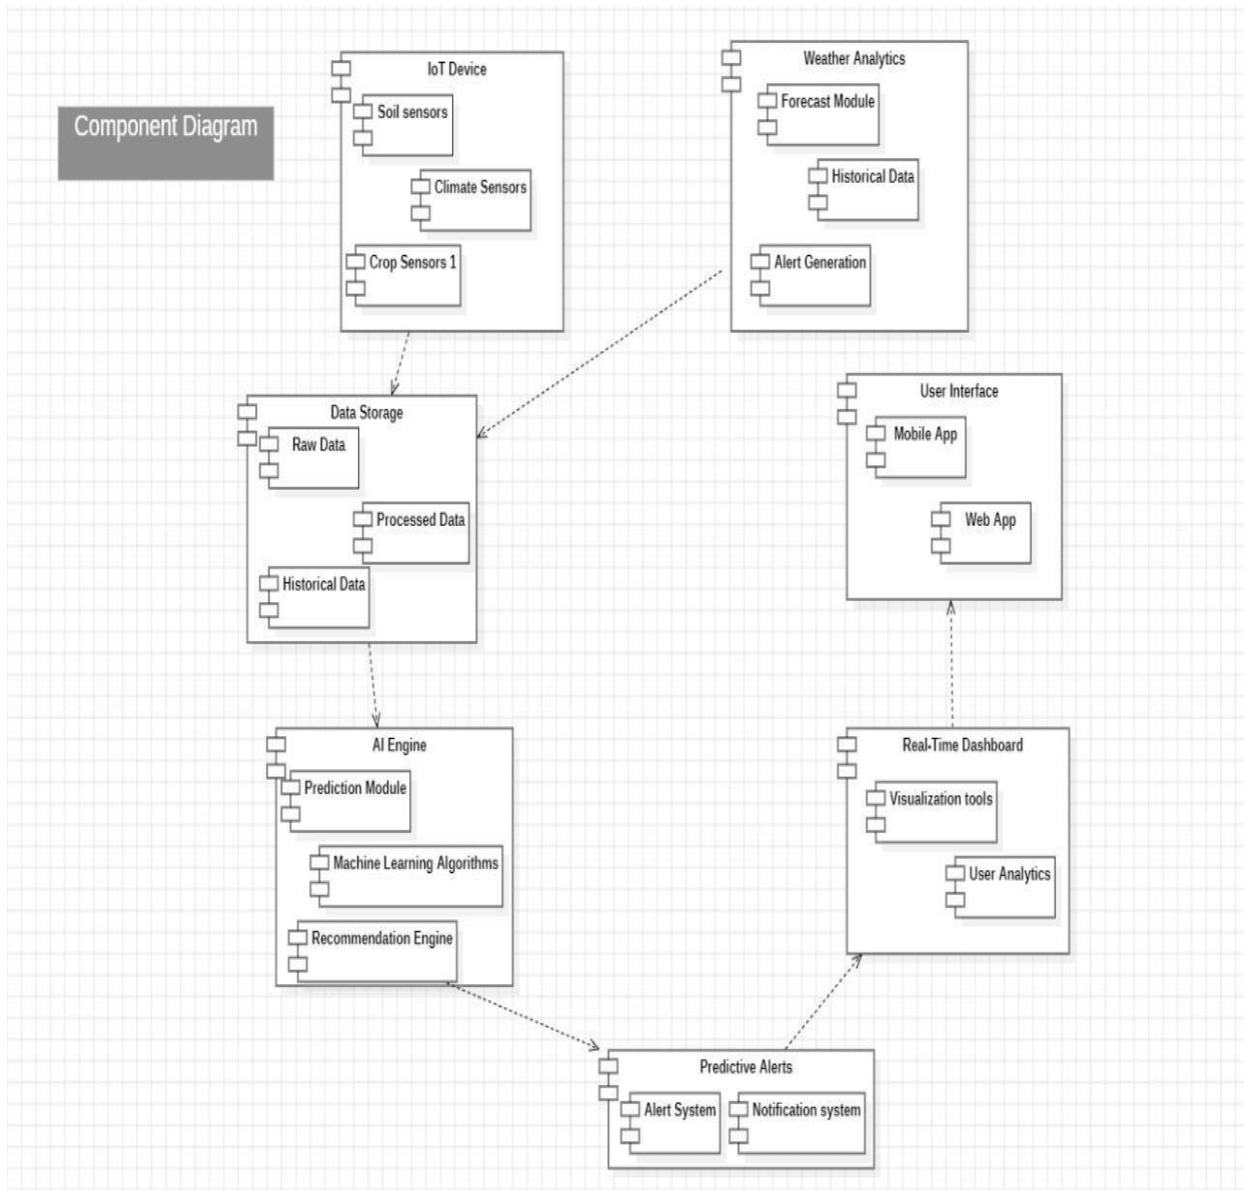 Component Diagram
IoT Device
Soil sensors
Climate Sensors
Crop Sensors 1
Weather Analytics
Forecast Module
Historical Data
Alert Generation
Data Storage
Raw Data
Processed Data
Historical Data
User Interface
Mobile App
Web App
AI Engine
Prediction Module
Machine Learning Algorithms
Recommendation Engine
Real-Time Dashboard
Visualization tools
User Analytics
Predictive Alerts
Alert System
Notification system